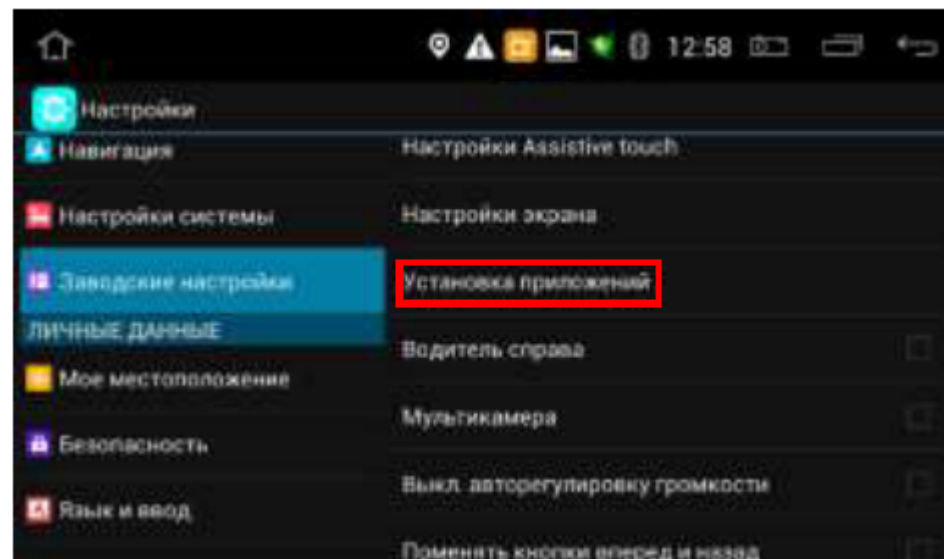 12:58
Настройки
Навигация
Настройки системы
Заводские настройки
ЛИЧНЫЕ ДАННЫЕ
Мое местоположение
Безопасность
Язык и ввод
Настройки Assistive touch
Настройки экрана
Установка приложений
Водитель справа
Мультикамера
Выкл. авторегулировку громкости
Поменять кнопки вперед и назад